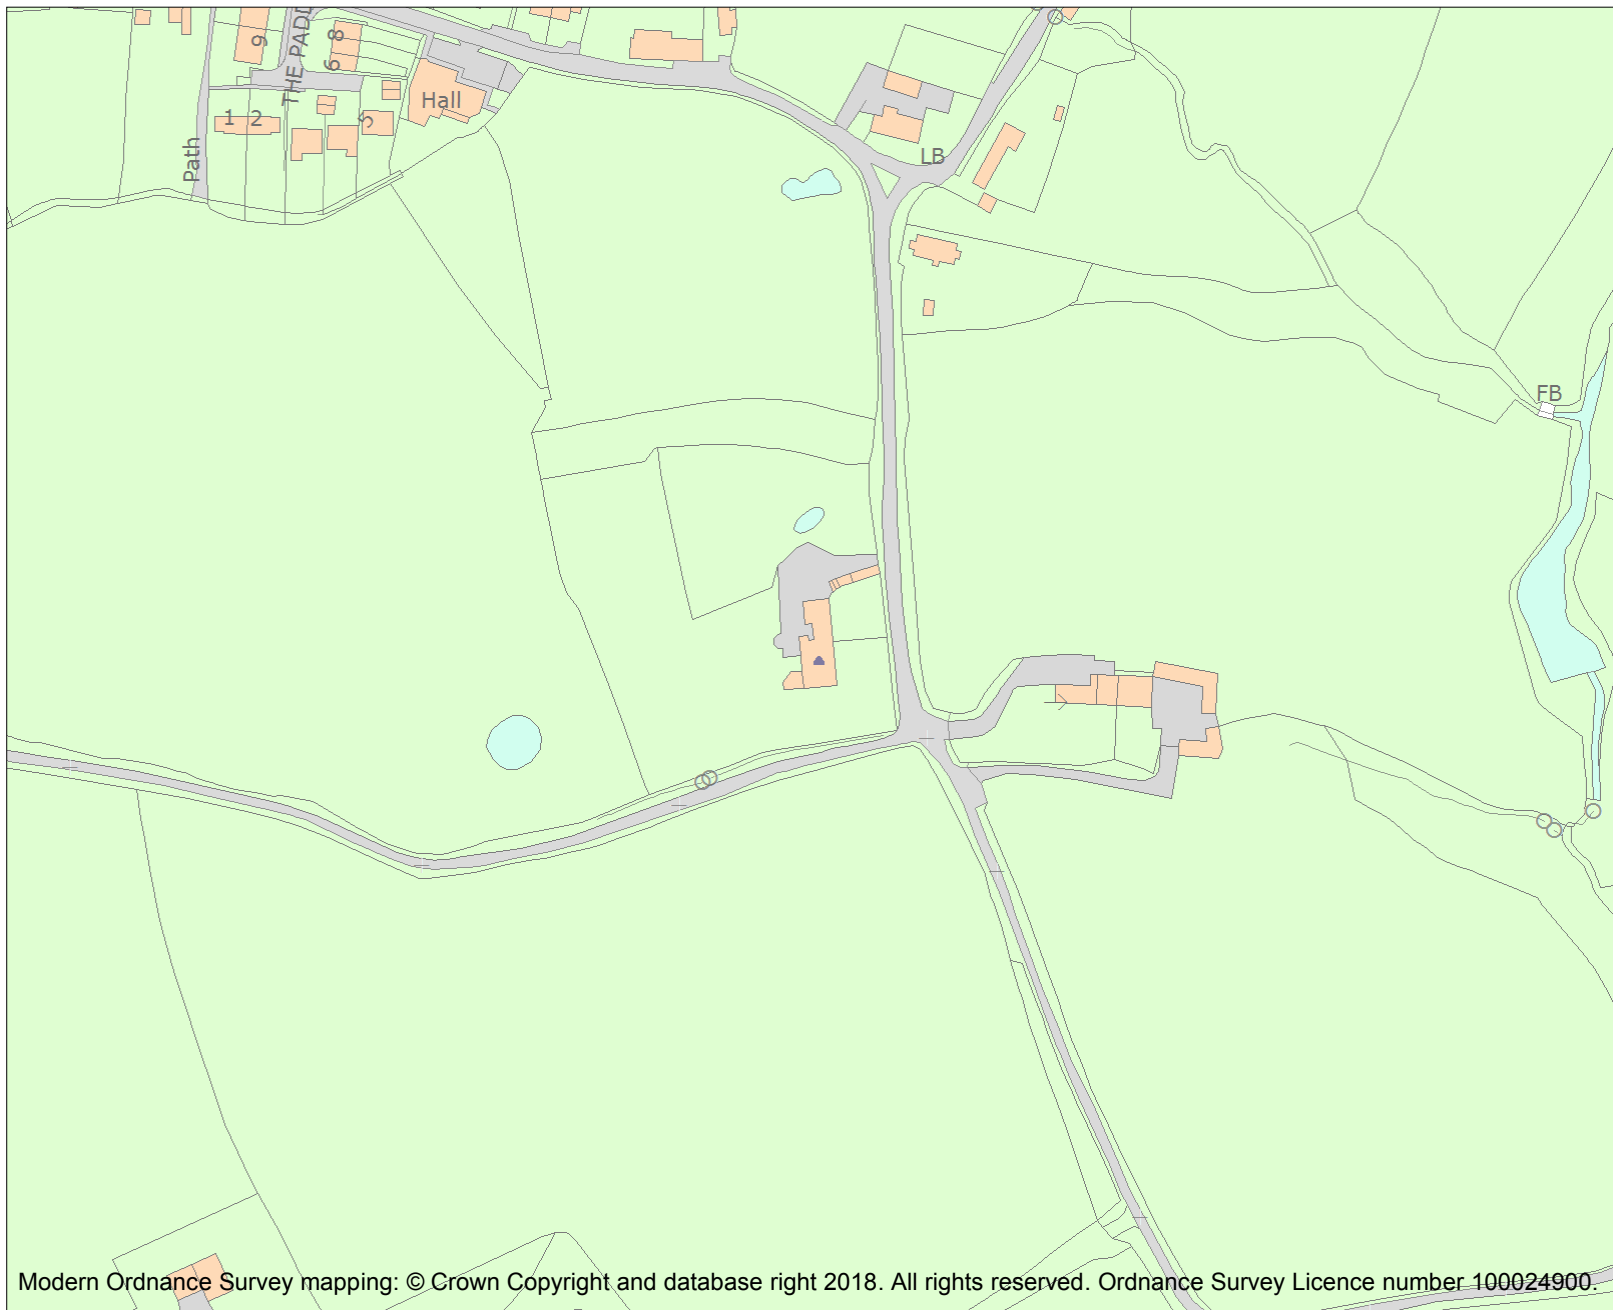 9
THE PADD
8
6
Hall
1 2
5
Path
LB
FB
Modern Ordnance Survey mapping: © Crown Copyright and database right 2018. All rights reserved. Ordnance Survey Licence number 100024900.